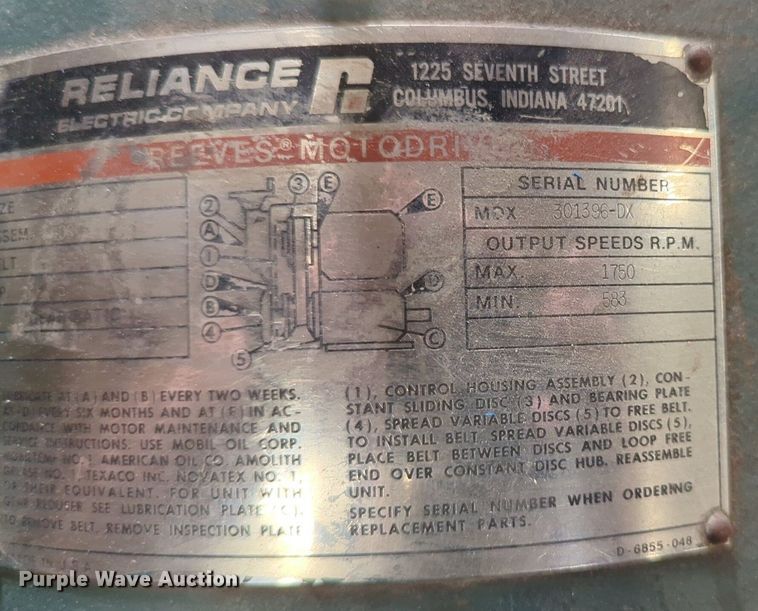 RELIANCE
ELECTRIC COMPANY
1225 SEVENTH STREET
COLUMBUS, INDIANA 47201
REEVES® MOTODRIVE
SERIAL NUMBER
MOX 301396-DX
OUTPUT SPEEDS R.P.M.
MAX. 1750
MIN. 583
2
A
1
D
B
4
5
3
E
E
D
C
AT (A) AND (B) EVERY TWO WEEKS.
AT (D) EVERY SIX MONTHS AND AT (E) IN AC-
CORDANCE WITH MOTOR MAINTENANCE AND
INSTRUCTIONS. USE MOBIL OIL CORP.
NO. 1, AMERICAN OIL CO. AMOLITH
GREASE NO. 1, TEXACO INC. NOVATEX NO. 1,
OR THEIR EQUIVALENT. FOR UNIT WITH
GEAR REDUCER SEE LUBRICATION PLATE (C).
TO REMOVE BELT, REMOVE INSPECTION PLATE
(1), CONTROL HOUSING ASSEMBLY (2), CON-
STANT SLIDING DISC (3) AND BEARING PLATE
(4), SPREAD VARIABLE DISCS (5) TO FREE BELT.
TO INSTALL BELT, SPREAD VARIABLE DISCS (5),
PLACE BELT BETWEEN DISCS AND LOOP FREE
END OVER CONSTANT DISC HUB. REASSEMBLE
UNIT.
SPECIFY SERIAL NUMBER WHEN ORDERING
REPLACEMENT PARTS.
D-6855-048
Purple Wave Auction